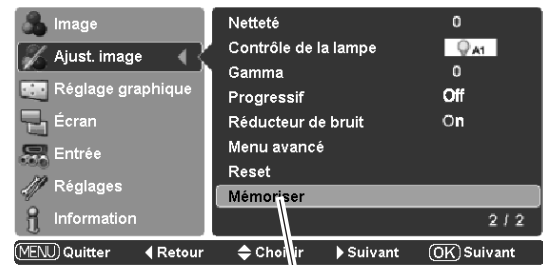 Image
Ajust. image
Réglage graphique
Écran
Entrée
Réglages
Information
Netteté 0
Contrôle de la lampe A1
Gamma 0
Progressif Off
Réducteur de bruit On
Menu avancé
Reset
Mémoriser
2 / 2
MENU Quitter Retour Choisir Suivant OK Suivant